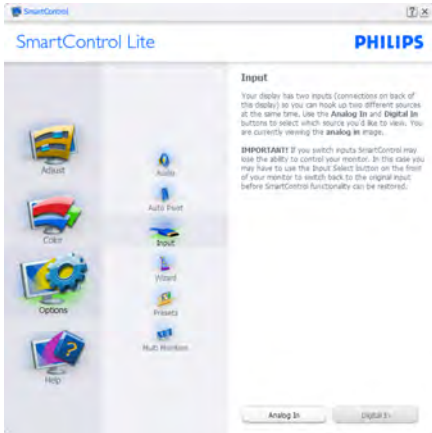 SmartControl
SmartControl Lite
PHILIPS
Adjust
Color
Options
Help
Audio
Auto Pivot
Input
Wizard
Presets
Multi Monitors
Input
Your display has two inputs (connections on back of
this display) so you can hook up two different sources
at the same time. Use the Analog In and Digital In
buttons to select which source you'd like to view. You
are currently viewing the analog in image.
IMPORTANT! If you switch inputs SmartControl may
lose the ability to control your monitor. In this case you
may have to use the Input Select button on the front
of your monitor to switch back to the original input
before SmartControl functionality can be restored.
Analog In
Digital In